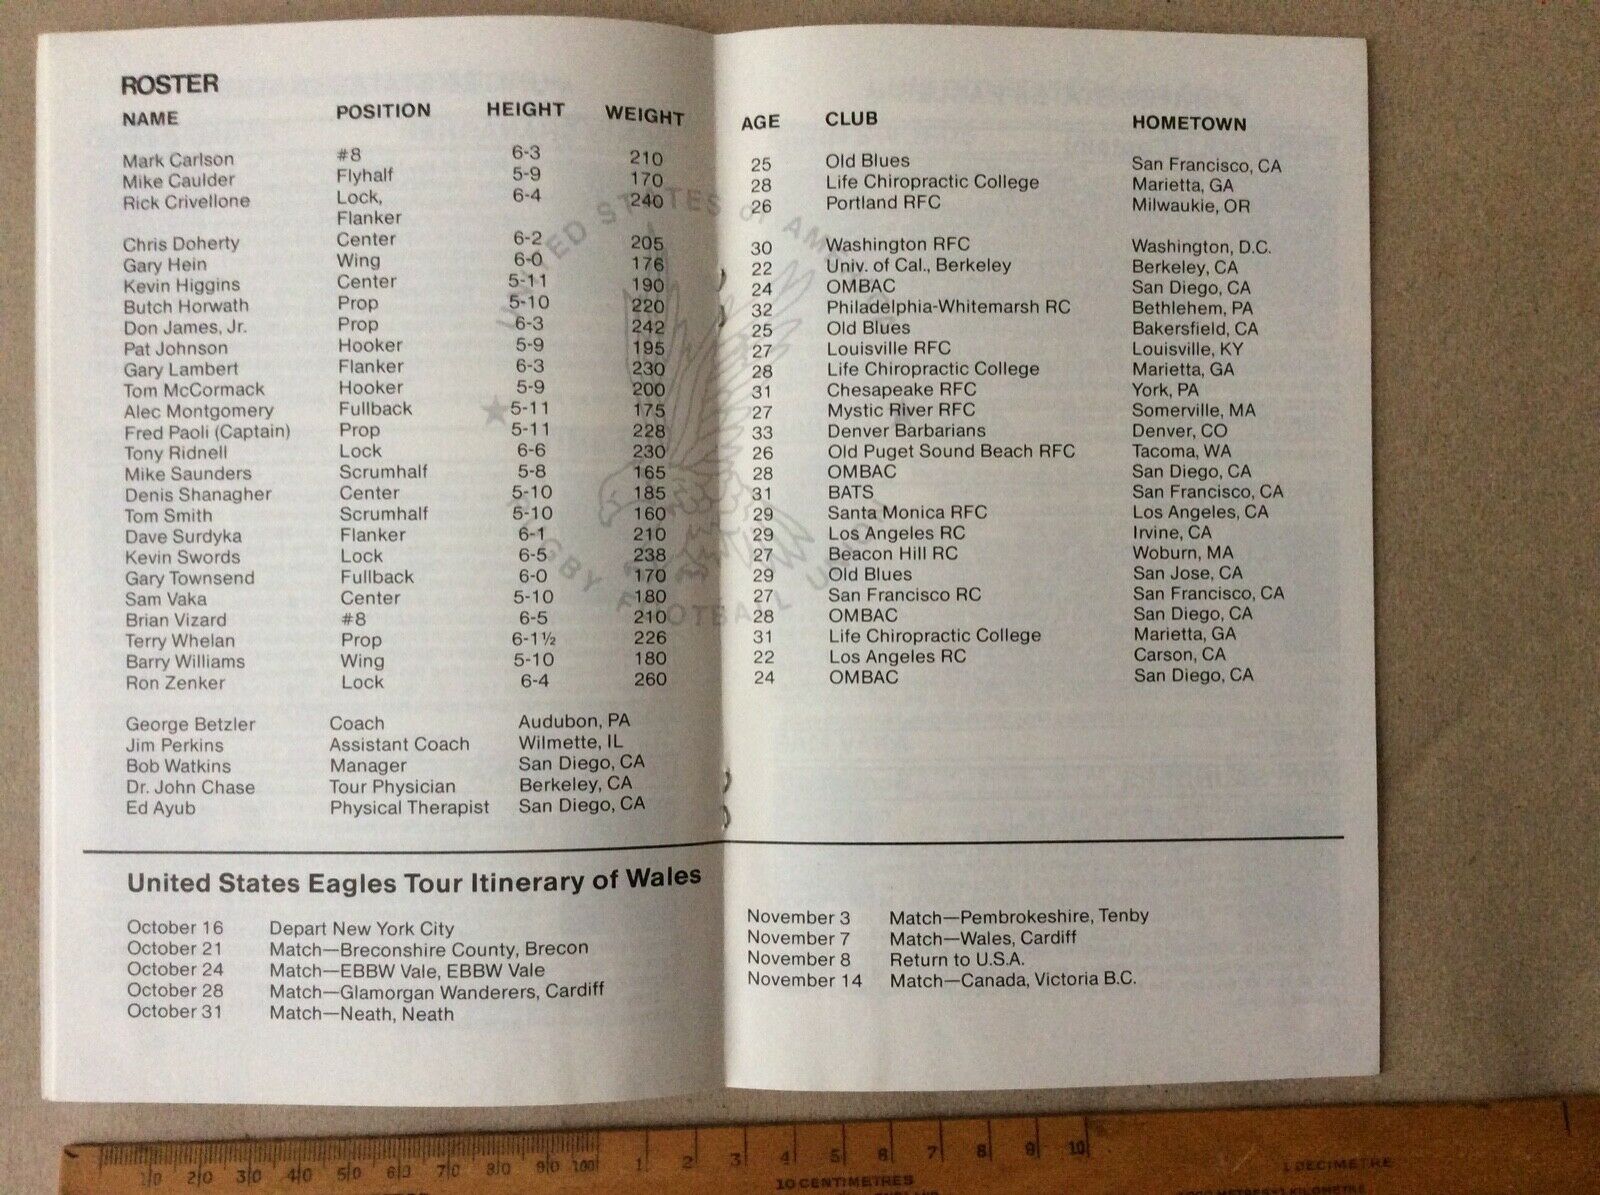 ROSTER
NAME POSITION HEIGHT WEIGHT AGE CLUB HOMETOWN
Mark Carlson #8 6-3 210 25 Old Blues San Francisco, CA
Mike Caulder Flyhalf 5-9 170 28 Life Chiropractic College Marietta, GA
Rick Crivellone Lock, 6-4 240 26 Portland RFC Milwaukie, OR
Flanker
Chris Doherty Center 6-2 205 30 Washington RFC Washington, D.C.
Gary Hein Wing 6-0 176 22 Univ. of Cal., Berkeley Berkeley, CA
Kevin Higgins Center 5-11 190 24 OMBAC San Diego, CA
Butch Horwath Prop 5-10 220 32 Philadelphia-Whitemarsh RC Bethlehem, PA
Don James, Jr. Prop 6-3 242 25 Old Blues Bakersfield, CA
Pat Johnson Hooker 5-9 195 27 Louisville RFC Louisville, KY
Gary Lambert Flanker 6-3 230 28 Life Chiropractic College Marietta, GA
Tom McCormack Hooker 5-9 200 31 Chesapeake RFC York, PA
Alec Montgomery Fullback 5-11 175 27 Mystic River RFC Somerville, MA
Fred Paoli (Captain) Prop 5-11 228 33 Denver Barbarians Denver, CO
Tony Ridnell Lock 6-6 230 26 Old Puget Sound Beach RFC Tacoma, WA
Mike Saunders Scrumhalf 5-8 165 28 OMBAC San Diego, CA
Denis Shanagher Center 5-10 185 31 BATS San Francisco, CA
Tom Smith Scrumhalf 5-10 160 29 Santa Monica RFC Los Angeles, CA
Dave Surdyka Flanker 6-1 210 29 Los Angeles RC Irvine, CA
Kevin Swords Lock 6-5 238 27 Beacon Hill RC Woburn, MA
Gary Townsend Fullback 6-0 170 29 Old Blues San Jose, CA
Sam Vaka Center 5-10 180 27 San Francisco RC San Francisco, CA
Brian Vizard #8 6-5 210 28 OMBAC San Diego, CA
Terry Whelan Prop 6-1½ 226 31 Life Chiropractic College Marietta, GA
Barry Williams Wing 5-10 180 22 Los Angeles RC Carson, CA
Ron Zenker Lock 6-4 260 24 OMBAC San Diego, CA
George Betzler Coach Audubon, PA
Jim Perkins Assistant Coach Wilmette, IL
Bob Watkins Manager San Diego, CA
Dr. John Chase Tour Physician Berkeley, CA
Ed Ayub Physical Therapist San Diego, CA
United States Eagles Tour Itinerary of Wales
October 16 Depart New York City
October 21 Match—Breconshire County, Brecon
October 24 Match—EBBW Vale, EBBW Vale
October 28 Match—Glamorgan Wanderers, Cardiff
October 31 Match—Neath, Neath
November 3 Match—Pembrokeshire, Tenby
November 7 Match—Wales, Cardiff
November 8 Return to U.S.A.
November 14 Match—Canada, Victoria B.C.
1/0 2/0 3/0 4/0 5/0 6/0 7/0 8/0 9/0 100 1 2 3 4 5 6 7 8 9 10
10 CENTIMETRES
1 DECIMETRE